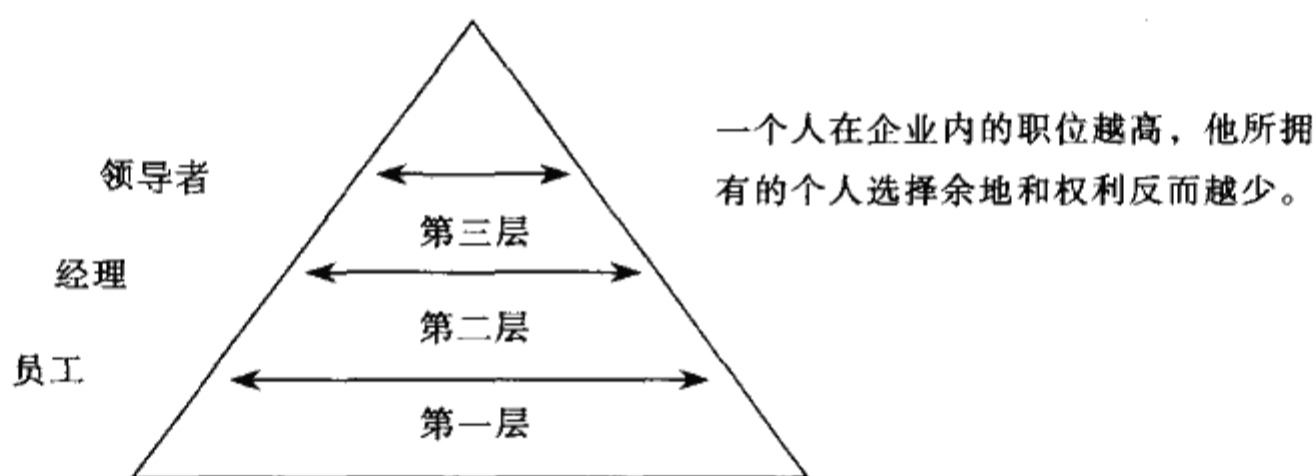 一个人在企业内的职位越高，他所拥
有的个人选择余地和权利反而越少。
领导者
第三层
经理
第二层
员工
第一层